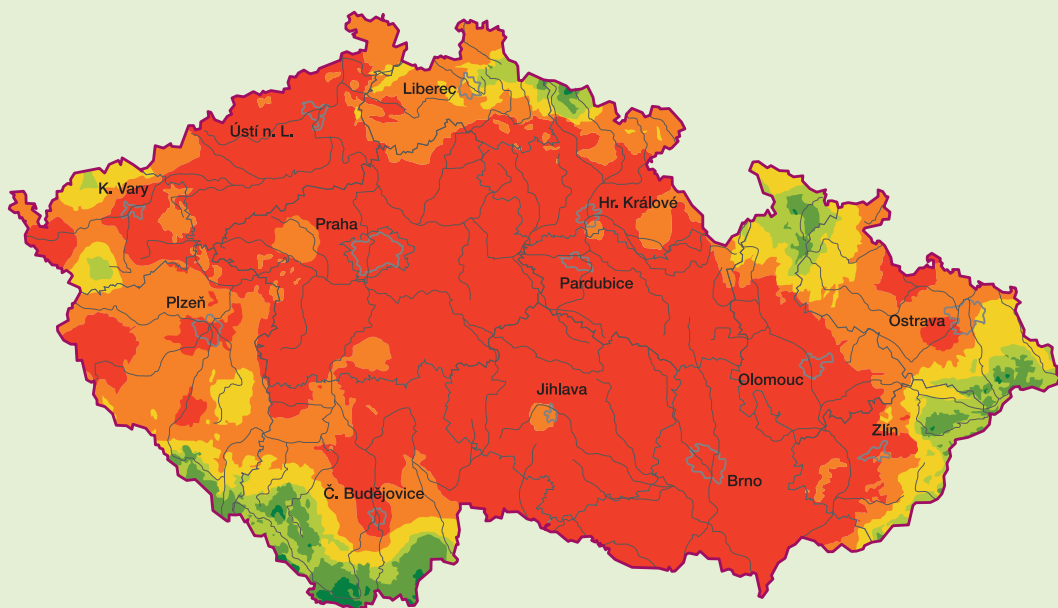 Liberec
Ústí n. L.
K. Vary
Praha
Hr. Králové
Pardubice
Plzeň
Ostrava
Olomouc
Jihlava
Zlín
Brno
Č. Budějovice